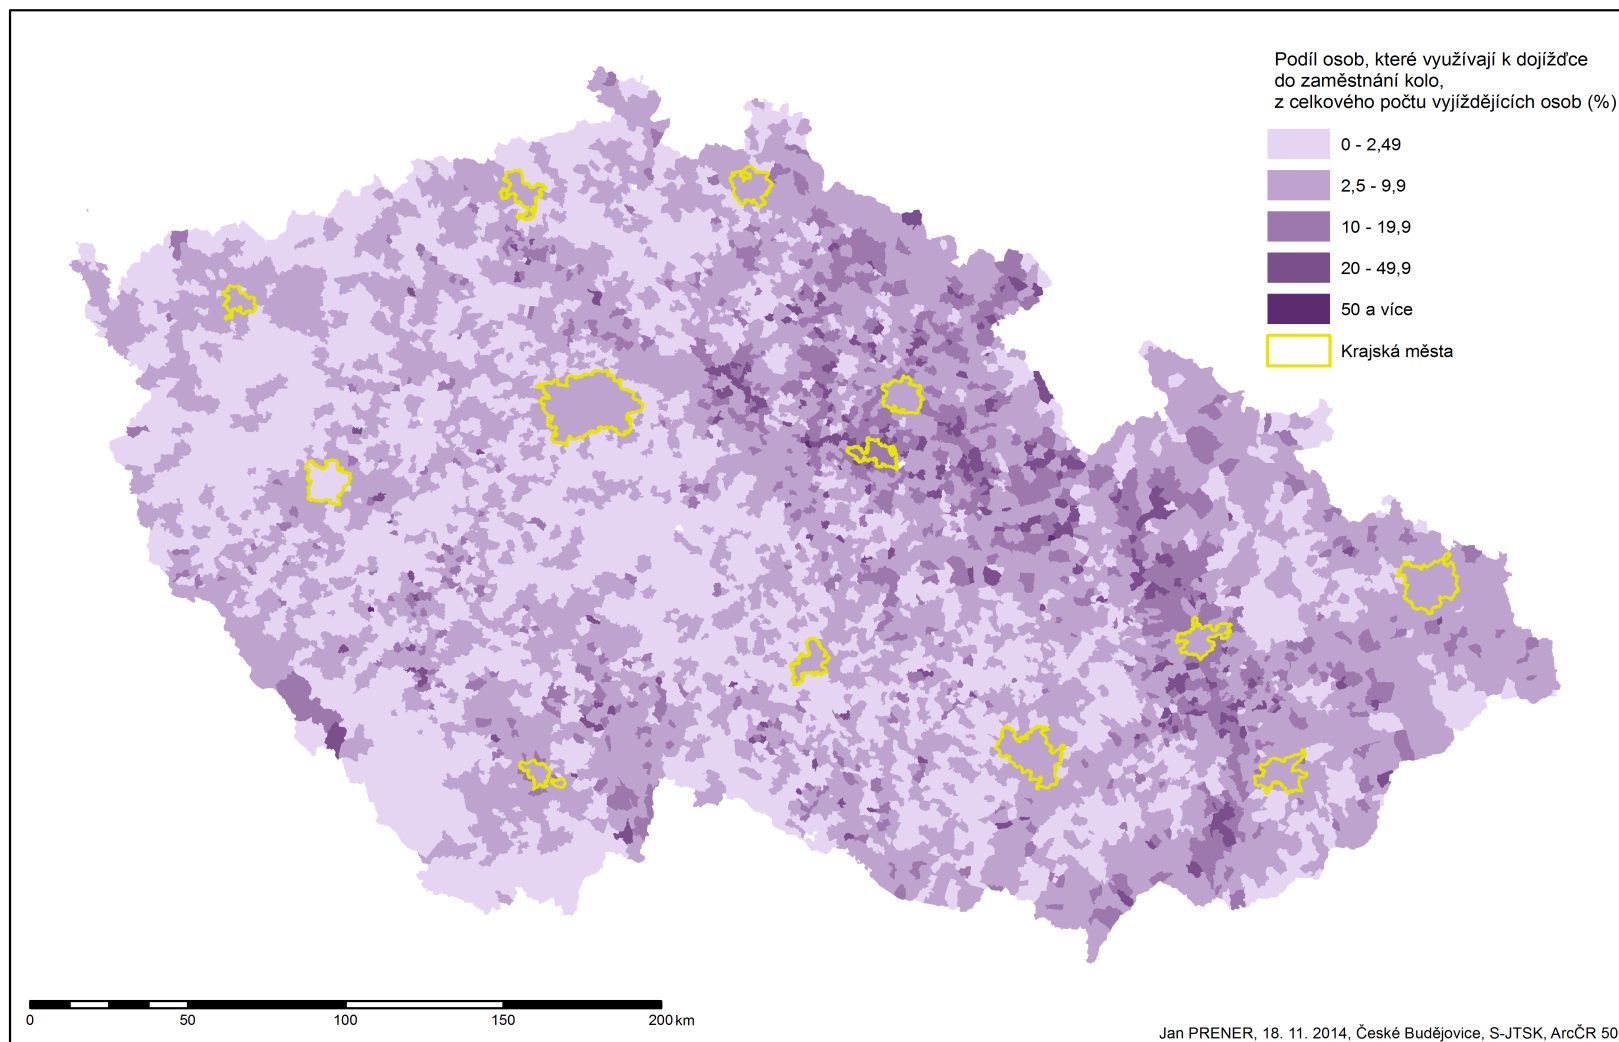 Podíl osob, které využívají k dojížďce
do zaměstnání kolo,
z celkového počtu vyjíždějících osob (%)
0 - 2,49
2,5 - 9,9
10 - 19,9
20 - 49,9
50 a více
Krajská města
0 50 100 150 200 km
Jan PRENER, 18. 11. 2014, České Budějovice, S-JTSK, ArcČR 50